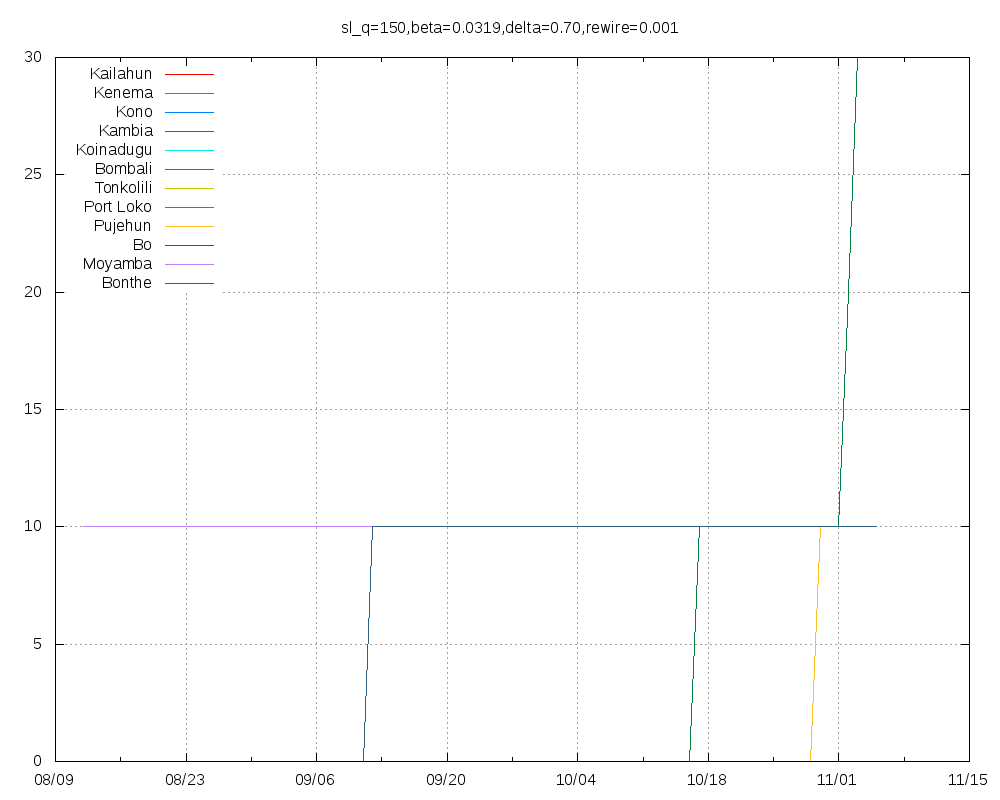 sl_q=150,beta=0.0319,delta=0.70,rewire=0.001
30
25
20
15
10
5
0
Kailahun
Kenema
Kono
Kambia
Koinadugu
Bombali
Tonkolili
Port Loko
Pujehun
Bo
Moyamba
Bonthe
08/09 08/23 09/06 09/20 10/04 10/18 11/01 11/15